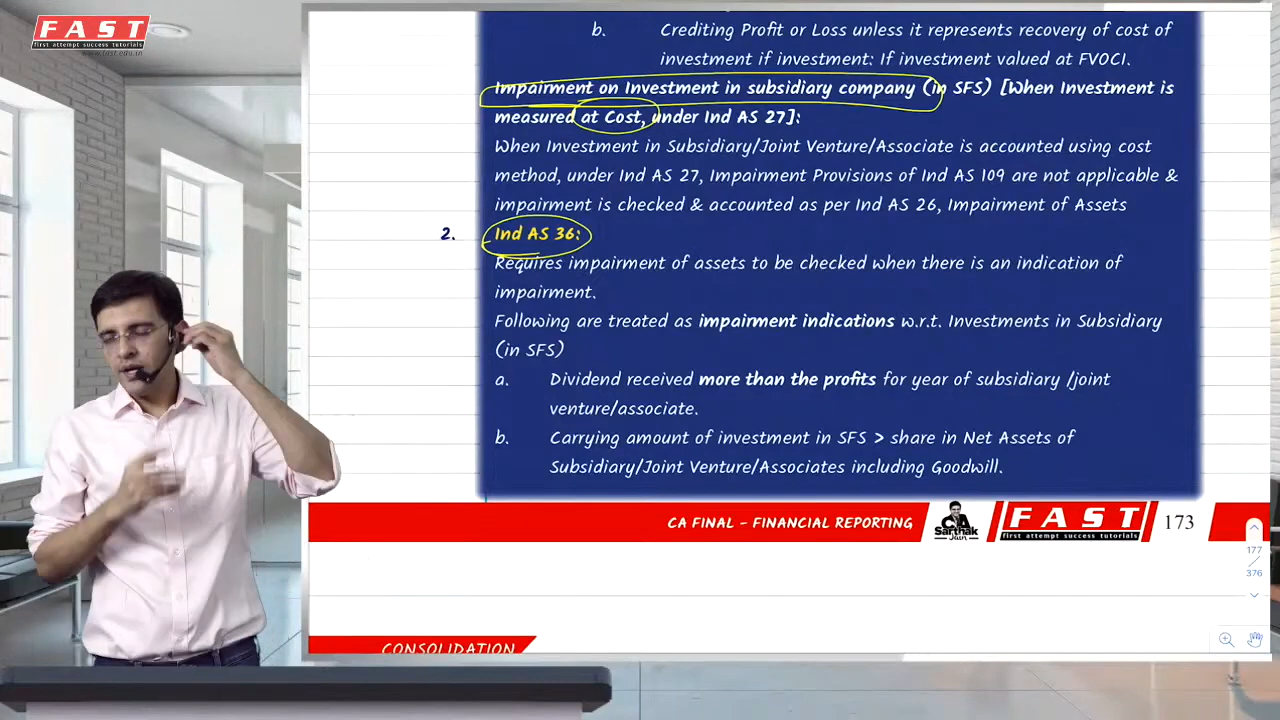 FAST
first attempt success tutorials
www.fast.edu.in
b. Crediting Profit or Loss unless it represents recovery of cost of
investment if investment: If investment valued at FVOCI.
Impairment on Investment in subsidiary company (in SFS) [When Investment is
measured at Cost, under Ind AS 27]:
When Investment in Subsidiary/Joint Venture/Associate is accounted using cost
method, under Ind AS 27, Impairment Provisions of Ind AS 109 are not applicable &
impairment is checked & accounted as per Ind AS 26, Impairment of Assets
2. Ind AS 36:
Requires impairment of assets to be checked when there is an indication of
impairment.
Following are treated as impairment indications w.r.t. Investments in Subsidiary
(in SFS)
a. Dividend received more than the profits for year of subsidiary /joint
venture/associate.
b. Carrying amount of investment in SFS > share in Net Assets of
Subsidiary/Joint Venture/Associates including Goodwill.
CA FINAL - FINANCIAL REPORTING
CA Sarthak Jain
FAST
first attempt success tutorials
173
177
376
CONSOLIDATION